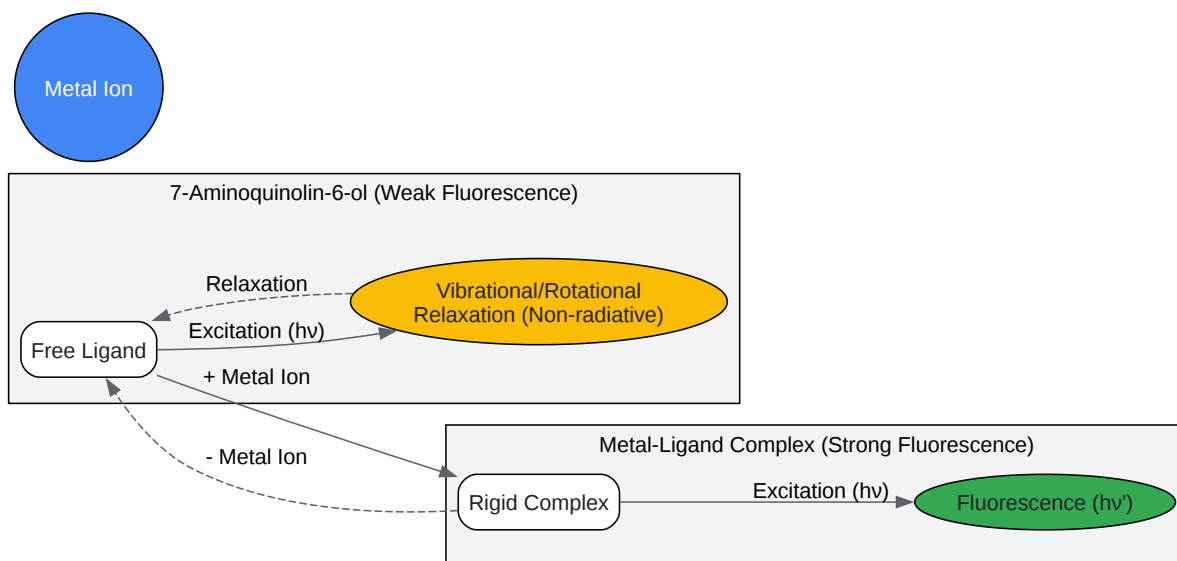 Metal Ion
7-Aminoquinolin-6-ol (Weak Fluorescence)
Relaxation
Vibrational/Rotational
Relaxation (Non-radiative)
Excitation (hν)
Free Ligand
+ Metal Ion
- Metal Ion
Metal-Ligand Complex (Strong Fluorescence)
Rigid Complex
Excitation (hν)
Fluorescence (hν')